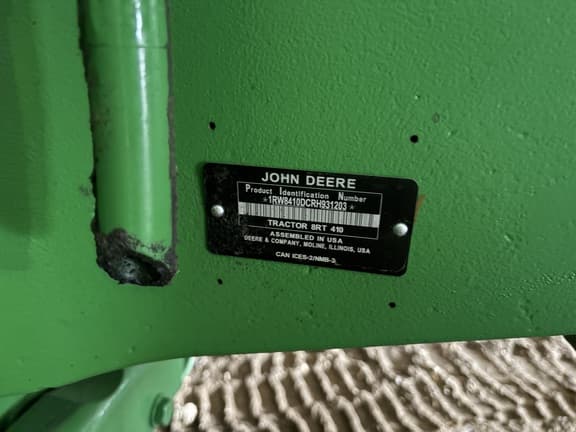 JOHN DEERE
Product Identification Number
*1RW8410DCRH931203*
TRACTOR 8RT 410
ASSEMBLED IN USA
DEERE & COMPANY, MOLINE, ILLINOIS, USA
CAN ICES-2/NMB-2